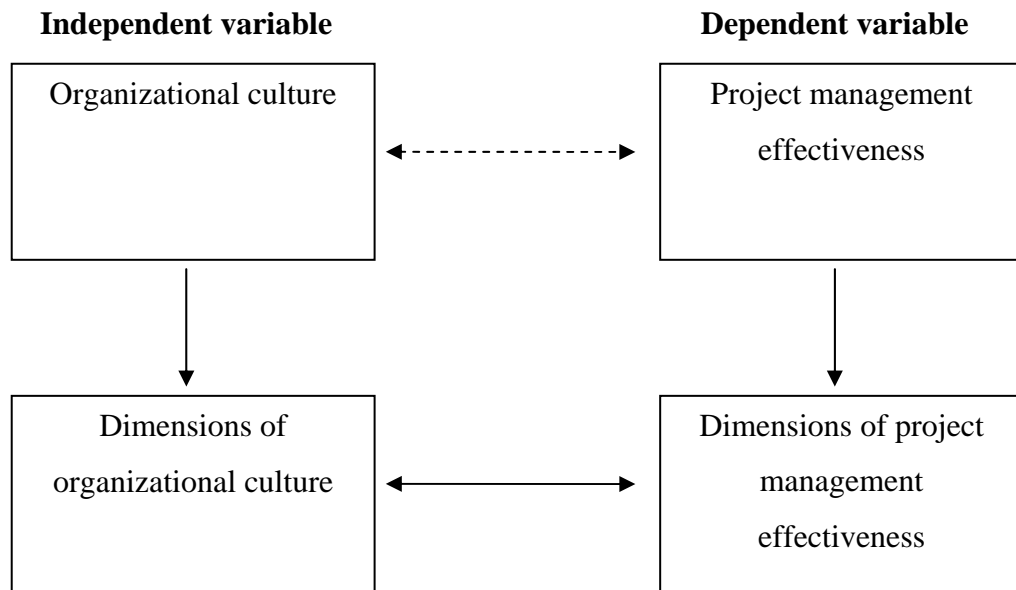 Independent variable
Dependent variable
Organizational culture
Project management
effectiveness
Dimensions of
organizational culture
Dimensions of project
management
effectiveness